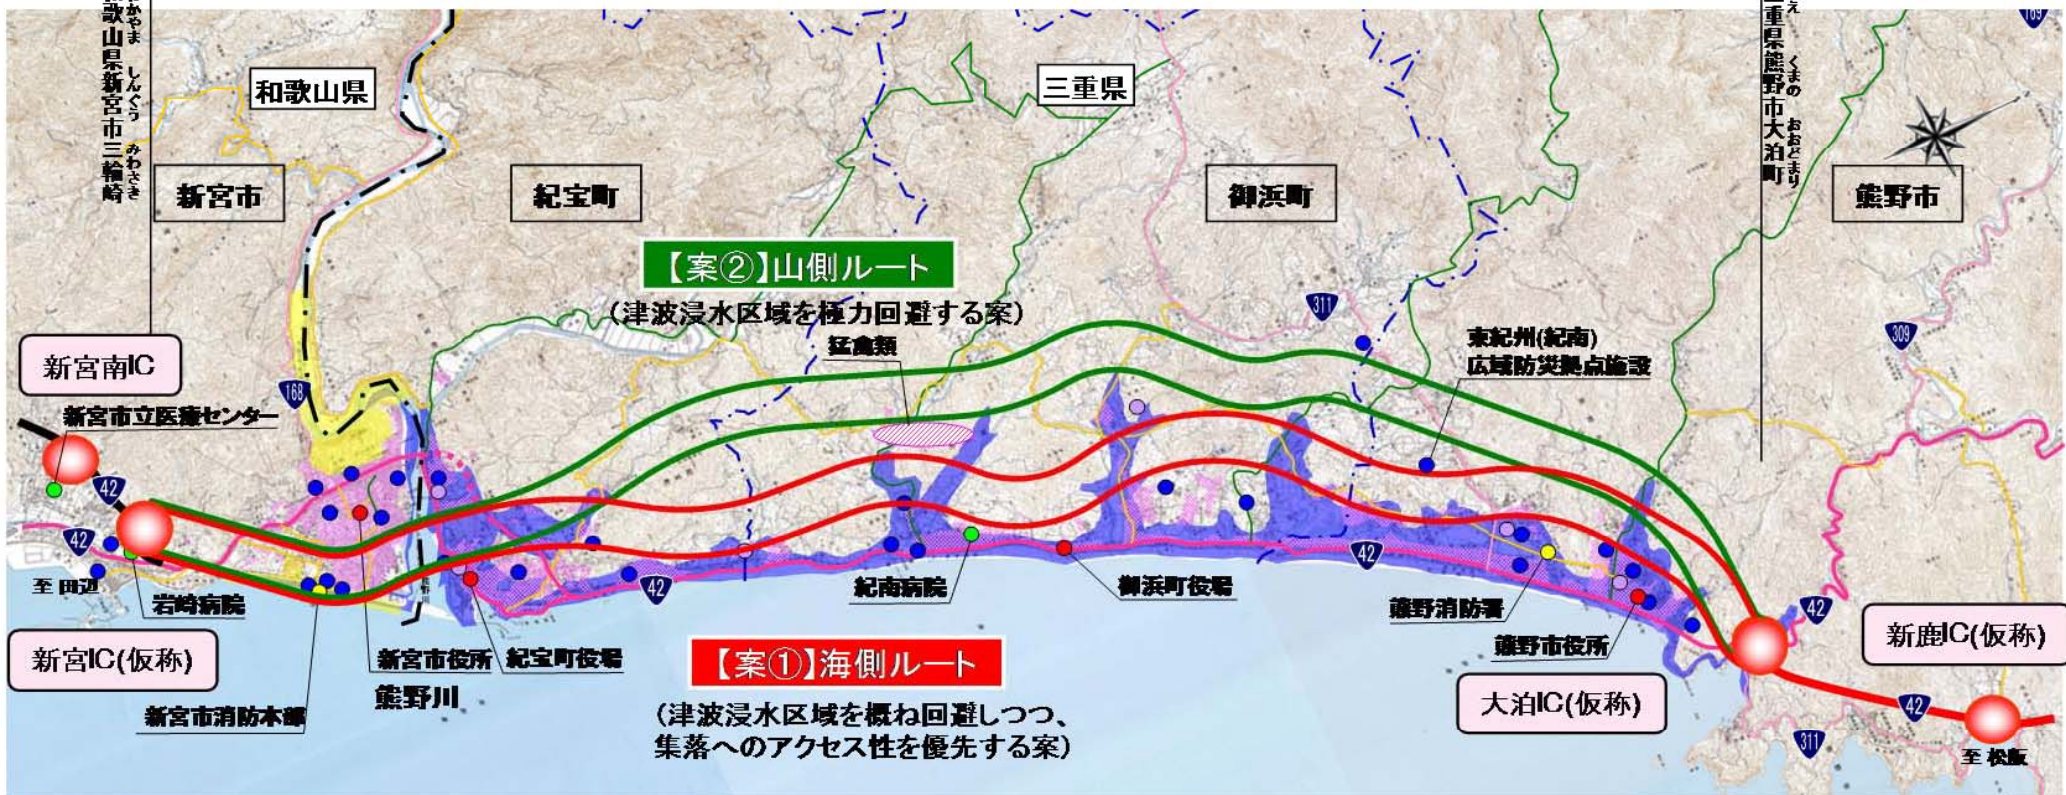 歌山県新宮市三輪崎
かやま しんぐう みわさき
重県熊野市大泊町
え くまの おおどまり
169
和歌山県
三重県
新宮市
紀宝町
御浜町
熊野市
【案②】山側ルート
(津波浸水区域を極力回避する案)
猛禽類
311
東紀州(紀南)
広域防災拠点施設
309
新宮南IC
168
新宮市立医療センター
42
42
至 田辺
岩崎病院
新宮IC(仮称)
新宮市消防本部
新宮市役所
熊野川
紀宝町役場
42
紀南病院
御浜町役場
42
熊野消防署
熊野市役所
【案①】海側ルート
(津波浸水区域を概ね回避しつつ、
集落へのアクセス性を優先する案)
大泊IC(仮称)
42
新鹿IC(仮称)
42
311
至 松阪